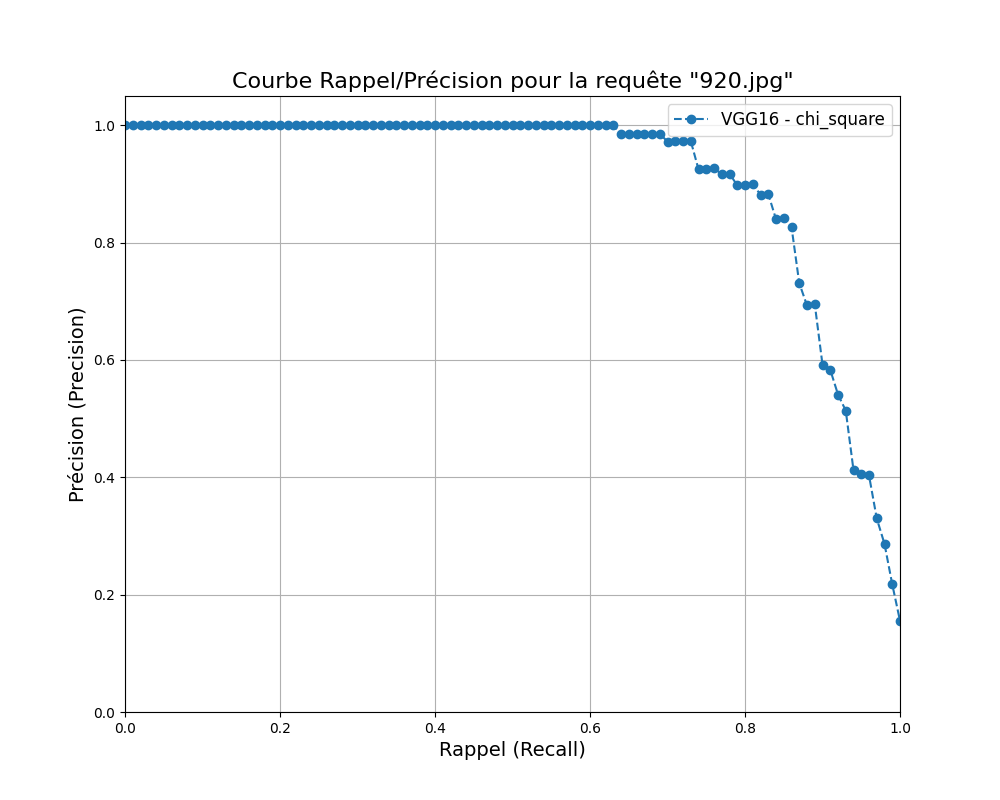 Courbe Rappel/Précision pour la requête "920.jpg"
VGG16 - chi_square
1.0
0.8
0.6
0.4
0.2
0.0
Précision (Precision)
0.0 0.2 0.4 0.6 0.8 1.0
Rappel (Recall)